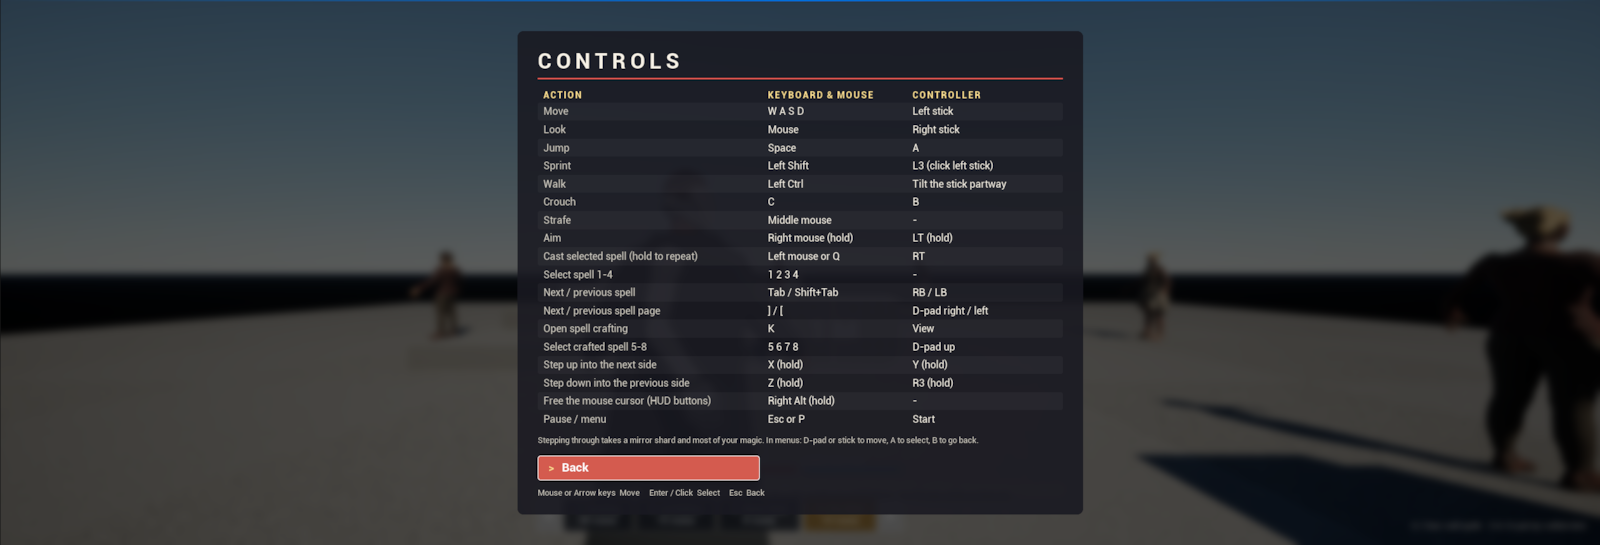 CONTROLS
ACTION KEYBOARD & MOUSE CONTROLLER
Move W A S D Left stick
Look Mouse Right stick
Jump Space A
Sprint Left Shift L3 (click left stick)
Walk Left Ctrl Tilt the stick partway
Crouch C B
Strafe Middle mouse -
Aim Right mouse (hold) LT (hold)
Cast selected spell (hold to repeat) Left mouse or Q RT
Select spell 1-4 1 2 3 4 -
Next / previous spell Tab / Shift+Tab RB / LB
Next / previous spell page ] / [ D-pad right / left
Open spell crafting K View
Select crafted spell 5-8 5 6 7 8 D-pad up
Step up into the next side X (hold) Y (hold)
Step down into the previous side Z (hold) R3 (hold)
Free the mouse cursor (HUD buttons) Right Alt (hold) -
Pause / menu Esc or P Start
Stepping through takes a mirror shard and most of your magic. In menus: D-pad or stick to move, A to select, B to go back.
> Back
Mouse or Arrow keys Move Enter / Click Select Esc Back